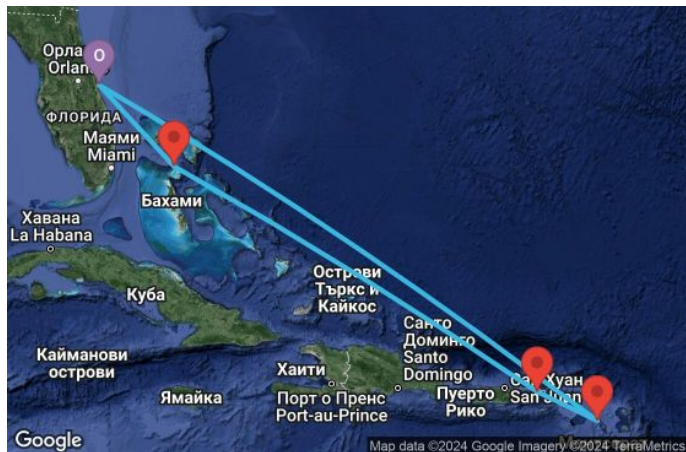 Орла
Orlan
O
ФЛОРИДА
Маями
Miami
Бахами
Хавана
La Habana
Куба
Острови
Търкс и
Кайкос
Кайманови
острови
Ямайка
Хаити
Порт о Пренс
Port-au-Prince
Санто
Доминго
Santo
Domingo
Пуерто
Рико
Сан Хуан
San Juan
Google
Map data ©2024 Google Imagery ©2024 TerraMetrics